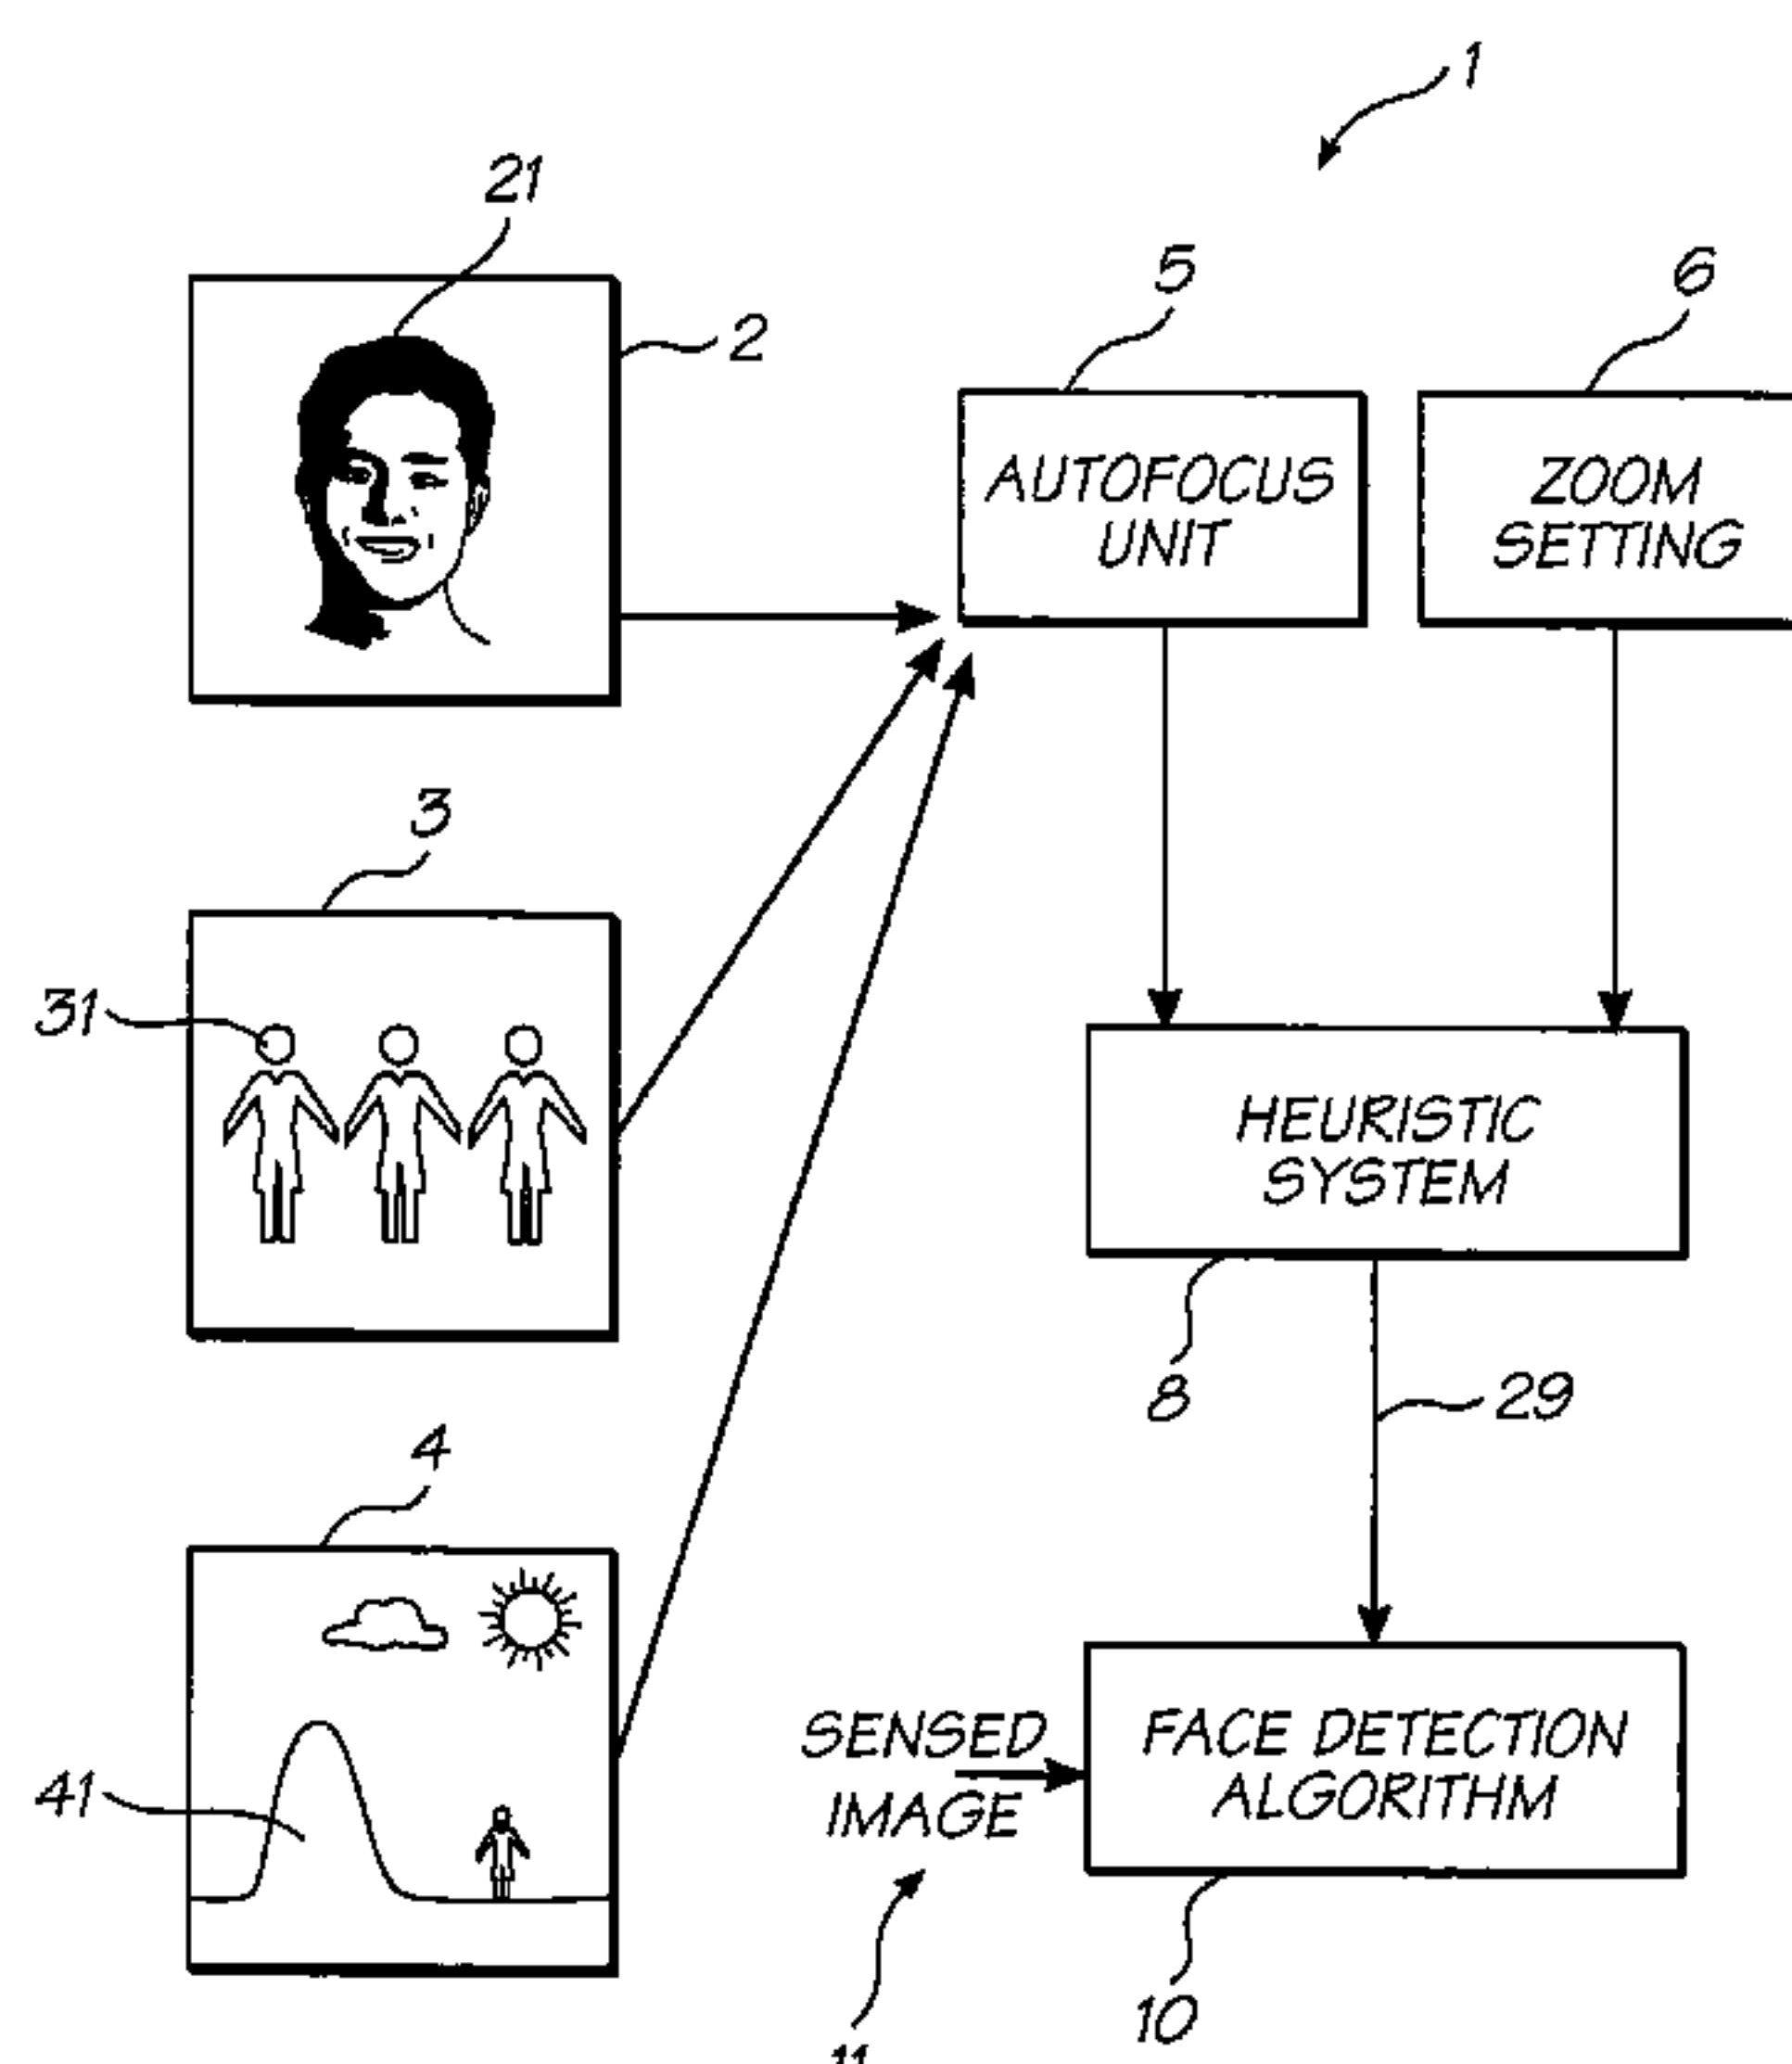 1
21
2
5
6
AUTOFOCUS
UNIT
ZOOM
SETTING
3
31
HEURISTIC
SYSTEM
8
29
4
41
SENSED
IMAGE
FACE DETECTION
ALGORITHM
10
11